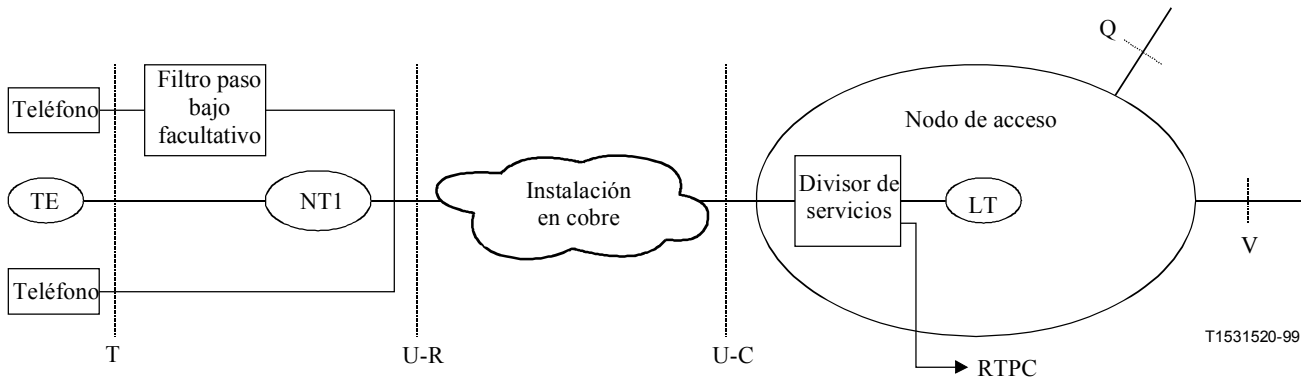 Q
Teléfono
Filtro paso
bajo
facultativo
Nodo de acceso
TE
NT1
Instalación
en cobre
Divisor de
servicios
LT
V
Teléfono
T
U-R
U-C
RTPC
T1531520-99